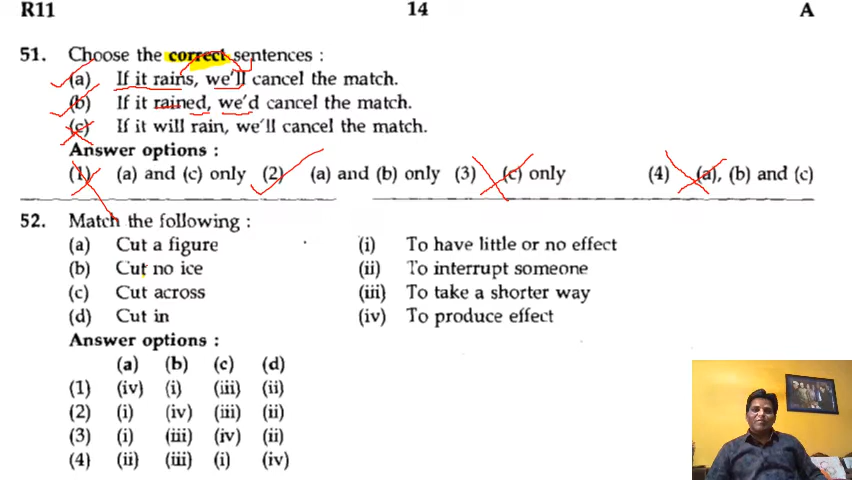 R11 14 A
51. Choose the correct sentences :
(a) If it rains, we'll cancel the match.
(b) If it rained, we'd cancel the match.
(c) If it will rain, we'll cancel the match.
Answer options :
(1) (a) and (c) only (2) (a) and (b) only (3) (c) only (4) (a), (b) and (c)
52. Match the following :
(a) Cut a figure (i) To have little or no effect
(b) Cut no ice (ii) To interrupt someone
(c) Cut across (iii) To take a shorter way
(d) Cut in (iv) To produce effect
Answer options :
(a) (b) (c) (d)
(1) (iv) (i) (iii) (ii)
(2) (i) (iv) (iii) (ii)
(3) (i) (iii) (iv) (ii)
(4) (ii) (iii) (i) (iv)